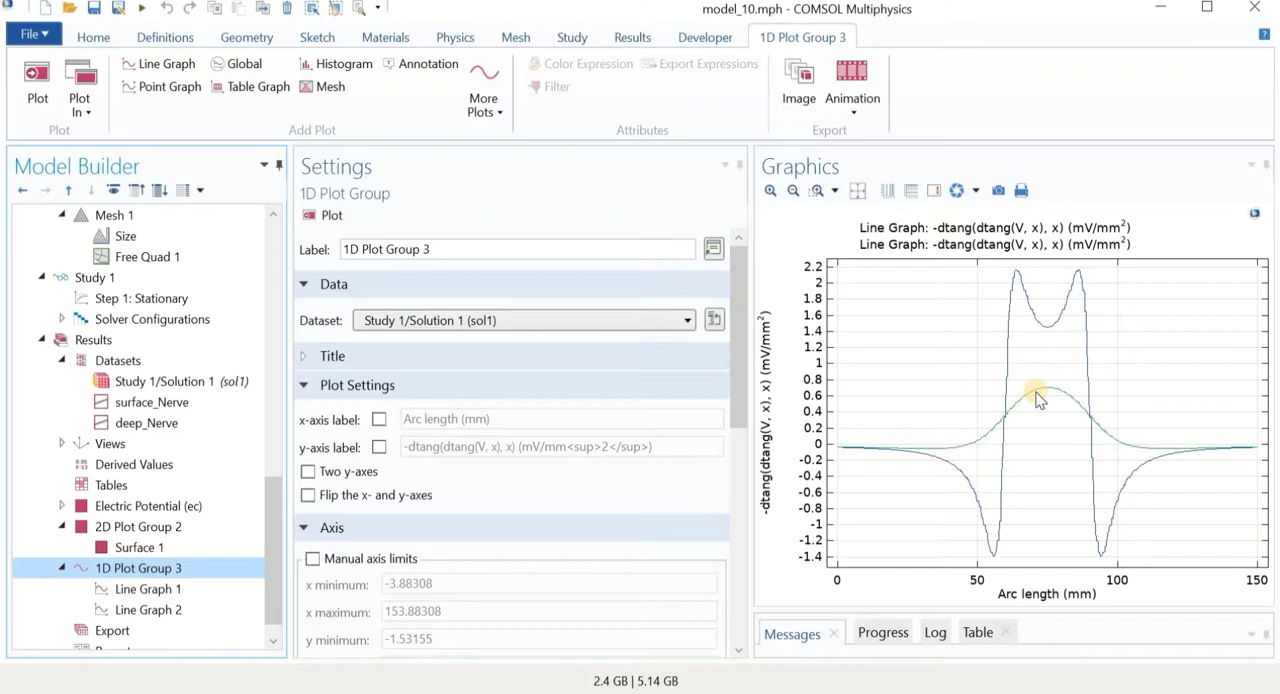 model_10.mph - COMSOL Multiphysics
File Home Definitions Geometry Sketch Materials Physics Mesh Study Results Developer 1D Plot Group 3
Line Graph Global Histogram Annotation Color Expression Export Expressions
Point Graph Table Graph Mesh Filter
Plot Plot In More Plots Image Animation
Plot Add Plot Attributes Export
Model Builder
Mesh 1
Size
Free Quad 1
Study 1
Step 1: Stationary
Solver Configurations
Results
Datasets
Study 1/Solution 1 (sol1)
surface_Nerve
deep_Nerve
Views
Derived Values
Tables
Electric Potential (ec)
2D Plot Group 2
Surface 1
1D Plot Group 3
Line Graph 1
Line Graph 2
Export
Settings
1D Plot Group
Plot
Label: 1D Plot Group 3
Data
Dataset: Study 1/Solution 1 (sol1)
Title
Plot Settings
x-axis label: Arc length (mm)
y-axis label: -dtang(dtang(V, x), x) (mV/mm<sup>2</sup>)
Two y-axes
Flip the x- and y-axes
Axis
Manual axis limits
x minimum: -3.88308
x maximum: 153.88308
y minimum: -1.53155
Graphics
Line Graph: -dtang(dtang(V, x), x) (mV/mm²)
Line Graph: -dtang(dtang(V, x), x) (mV/mm²)
-dtang(dtang(V, x), x) (mV/mm²)
2.2
2
1.8
1.6
1.4
1.2
1
0.8
0.6
0.4
0.2
0
-0.2
-0.4
-0.6
-0.8
-1
-1.2
-1.4
0 50 100 150
Arc length (mm)
Messages Progress Log Table
2.4 GB | 5.14 GB